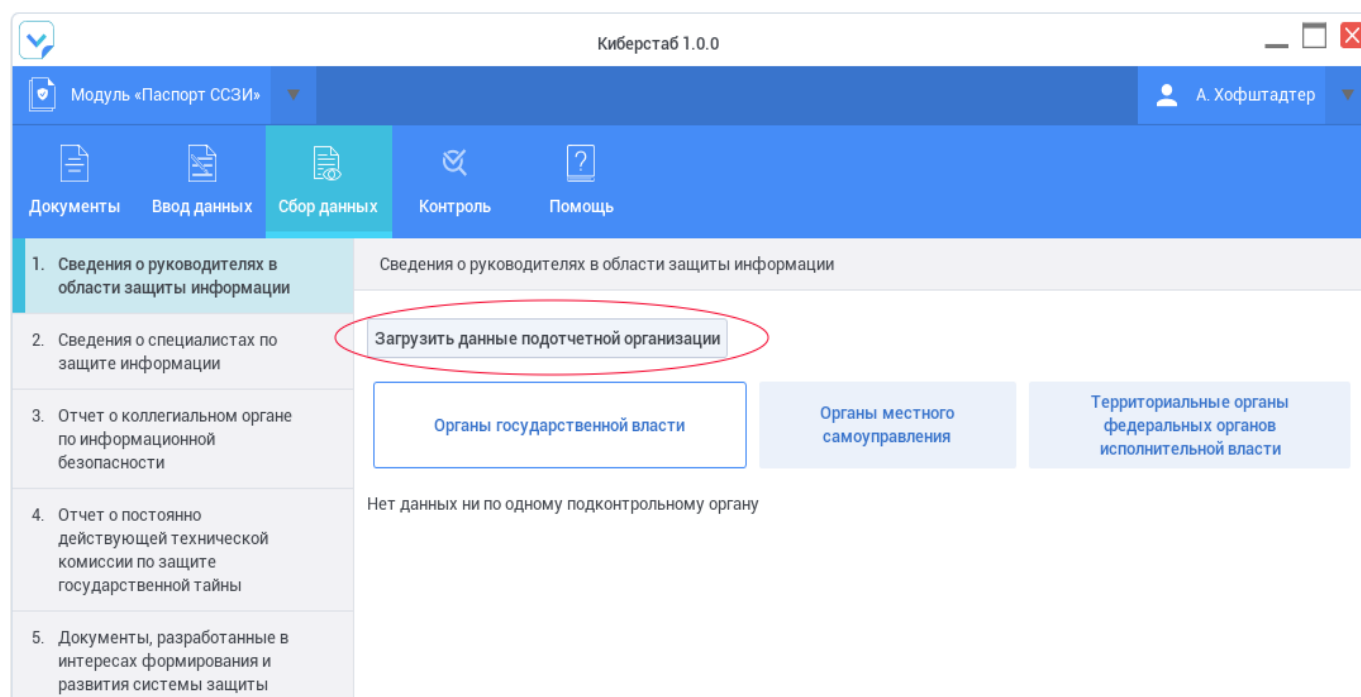 Киберстаб 1.0.0
Модуль «Паспорт ССЗИ»
А. Хофштадтер
Документы
Ввод данных
Сбор данных
Контроль
Помощь
1. Сведения о руководителях в
области защиты информации
2. Сведения о специалистах по
защите информации
3. Отчет о коллегиальном органе
по информационной
безопасности
4. Отчет о постоянно
действующей технической
комиссии по защите
государственной тайны
5. Документы, разработанные в
интересах формирования и
развития системы защиты
Сведения о руководителях в области защиты информации
Загрузить данные подотчетной организации
Органы государственной власти
Органы местного
самоуправления
Территориальные органы
федеральных органов
исполнительной власти
Нет данных ни по одному подконтрольному органу